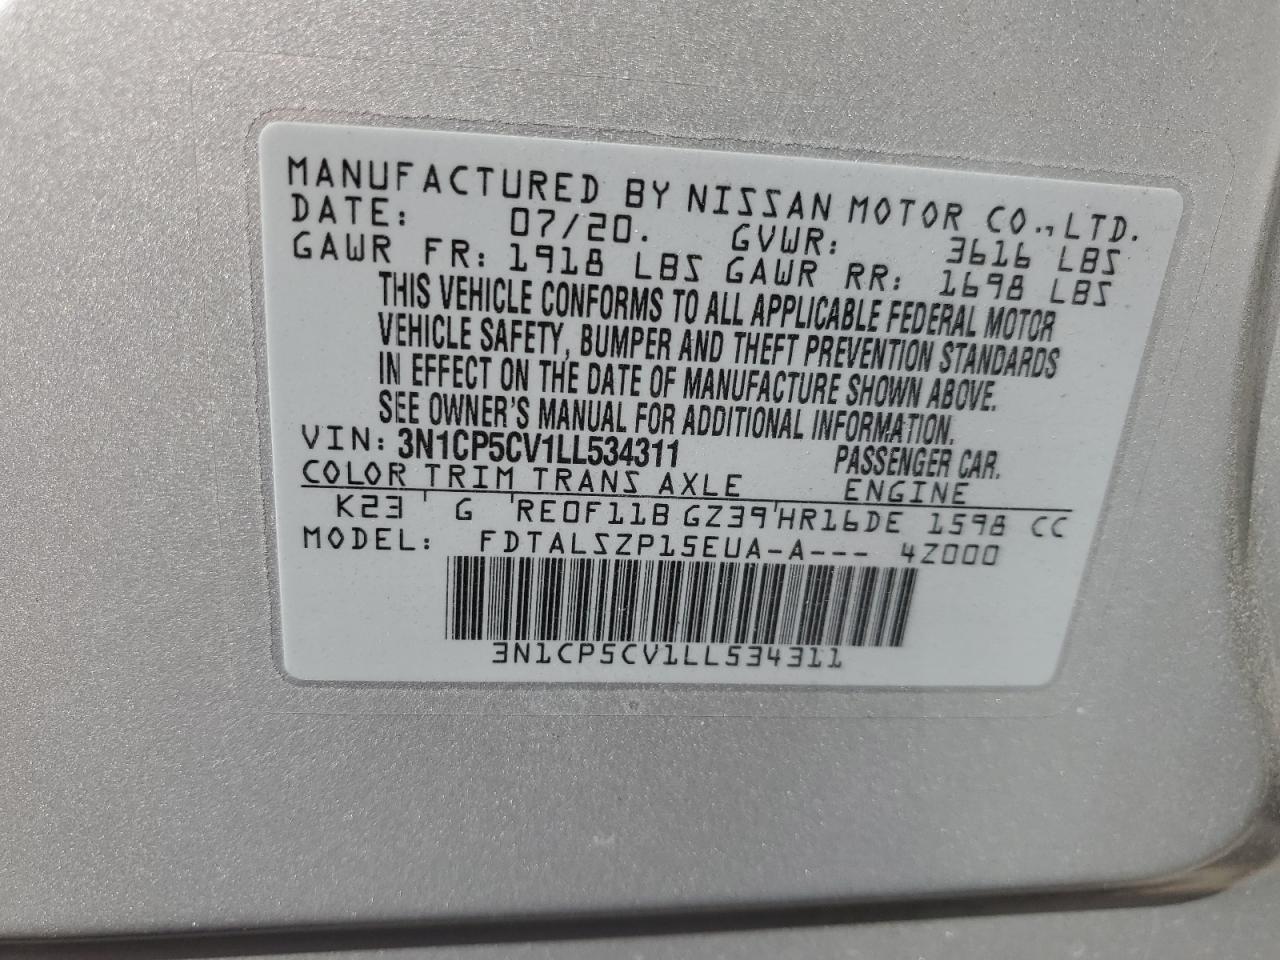 MANUFACTURED BY NISSAN MOTOR CO., LTD.
DATE: 07/20. GVWR: 3616 LBS
GAWR FR: 1918 LBS GAWR RR: 1698 LBS
THIS VEHICLE CONFORMS TO ALL APPLICABLE FEDERAL MOTOR
VEHICLE SAFETY, BUMPER AND THEFT PREVENTION STANDARDS
IN EFFECT ON THE DATE OF MANUFACTURE SHOWN ABOVE.
SEE OWNER'S MANUAL FOR ADDITIONAL INFORMATION.
VIN: 3N1CP5CV1LL534311 PASSENGER CAR.
COLOR TRIM TRANS AXLE ENGINE
K23 ' G 'RE0F11B GZ39'HR16DE 1598 CC
MODEL: FDTALSZP15EUA-A--- 4Z000
3N1CP5CV1LL534311